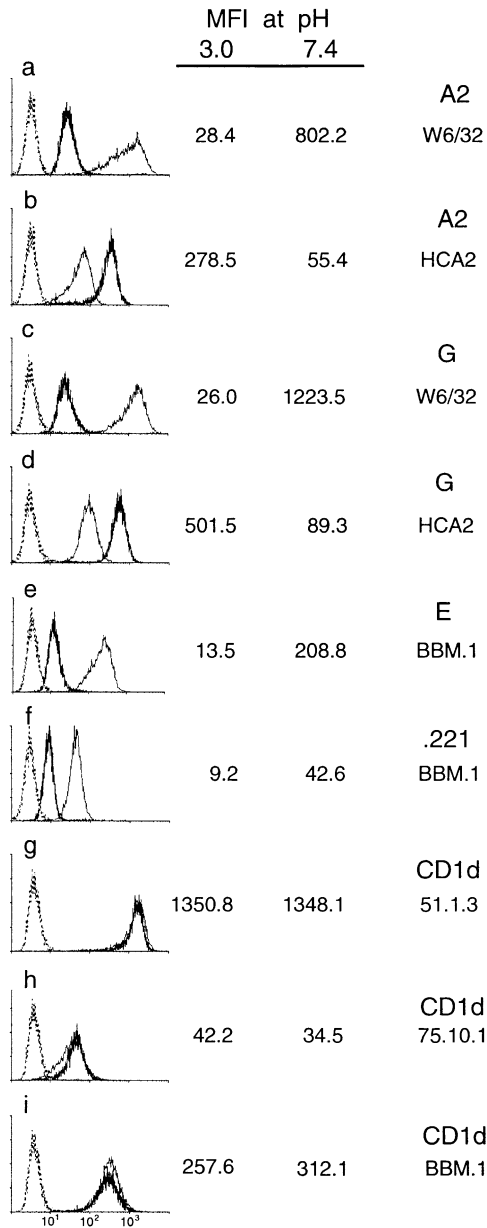 MFI at pH
3.0 7.4
a
A2
28.4 802.2 W6/32
b
A2
278.5 55.4 HCA2
c
G
26.0 1223.5 W6/32
d
G
501.5 89.3 HCA2
e
E
13.5 208.8 BBM.1
f
.221
9.2 42.6 BBM.1
g
CD1d
1350.8 1348.1 51.1.3
h
CD1d
42.2 34.5 75.10.1
i
CD1d
257.6 312.1 BBM.1
10¹ 10² 10³